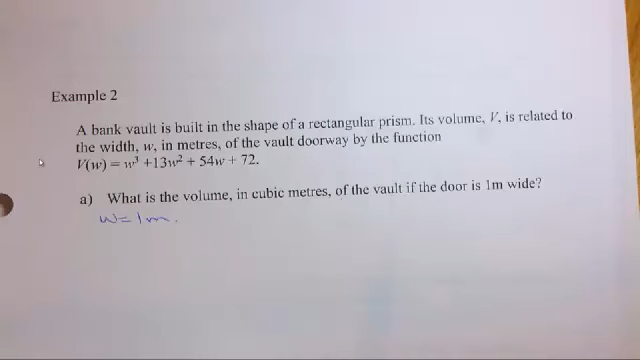 Example 2
A bank vault is built in the shape of a rectangular prism. Its volume, V, is related to
the width, w, in metres, of the vault doorway by the function
V(w) = w³ +13w² + 54w + 72.
a) What is the volume, in cubic metres, of the vault if the door is 1m wide?
w=1m.